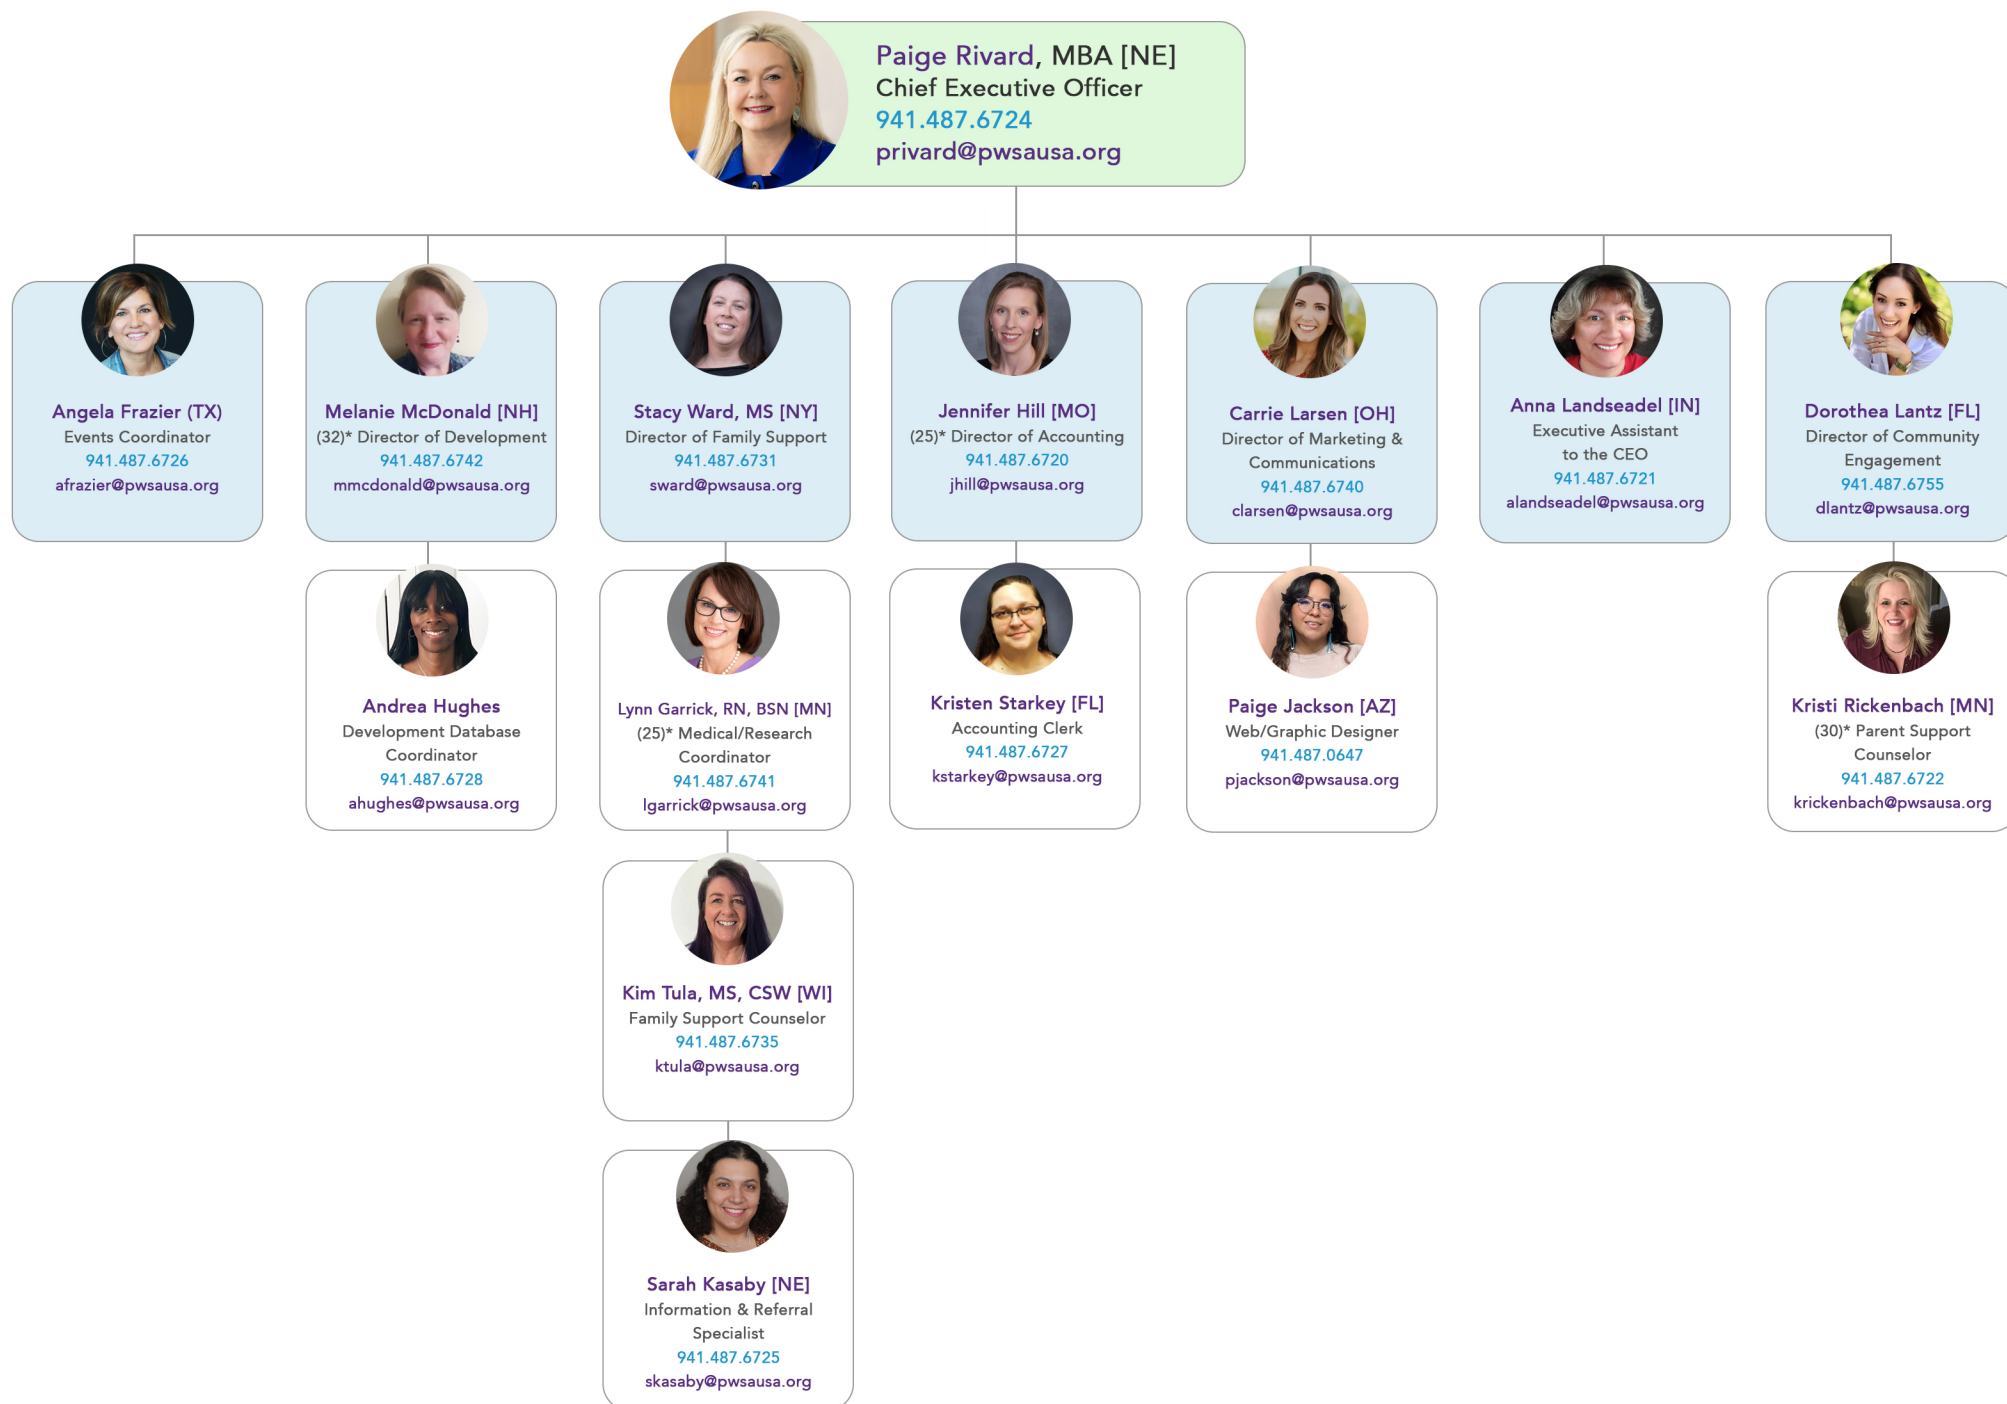 Paige Rivard, MBA [NE]
Chief Executive Officer
941.487.6724
privard@pwsausa.org
Angela Frazier (TX)
Events Coordinator
941.487.6726
afrazier@pwsausa.org
Melanie McDonald [NH]
(32)* Director of Development
941.487.6742
mmcdonald@pwsausa.org
Stacy Ward, MS [NY]
Director of Family Support
941.487.6731
sward@pwsausa.org
Jennifer Hill [MO]
(25)* Director of Accounting
941.487.6720
jhill@pwsausa.org
Carrie Larsen [OH]
Director of Marketing &
Communications
941.487.6740
clarsen@pwsausa.org
Anna Landseadel [IN]
Executive Assistant
to the CEO
941.487.6721
alandseadel@pwsausa.org
Dorothea Lantz [FL]
Director of Community
Engagement
941.487.6755
dlantz@pwsausa.org
Andrea Hughes
Development Database
Coordinator
941.487.6728
ahughes@pwsausa.org
Lynn Garrick, RN, BSN [MN]
(25)* Medical/Research
Coordinator
941.487.6741
lgarrick@pwsausa.org
Kristen Starkey [FL]
Accounting Clerk
941.487.6727
kstarkey@pwsausa.org
Paige Jackson [AZ]
Web/Graphic Designer
941.487.0647
pjackson@pwsausa.org
Kristi Rickenbach [MN]
(30)* Parent Support
Counselor
941.487.6722
krickenbach@pwsausa.org
Kim Tula, MS, CSW [WI]
Family Support Counselor
941.487.6735
ktula@pwsausa.org
Sarah Kasaby [NE]
Information & Referral
Specialist
941.487.6725
skasaby@pwsausa.org